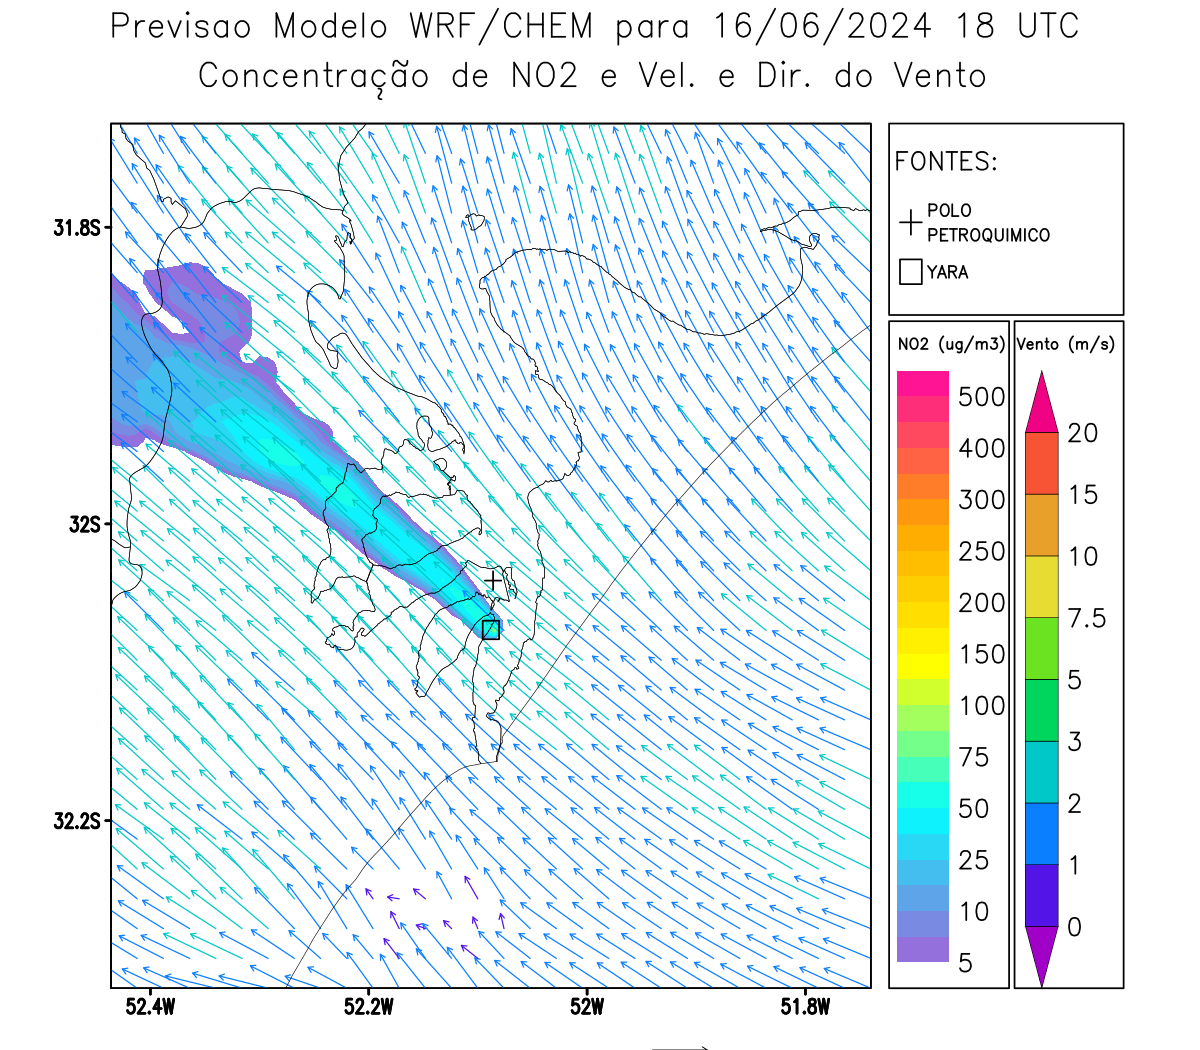 Previsao Modelo WRF/CHEM para 16/06/2024 18 UTC
Concentração de NO2 e Vel. e Dir. do Vento
FONTES:
POLO
PETROQUIMICO
YARA
NO2 (ug/m3)
500
400
300
250
200
150
100
75
50
25
10
5
Vento (m/s)
20
15
10
7.5
5
3
2
1
0
31.8S
32S
32.2S
52.4W
52.2W
52W
51.8W